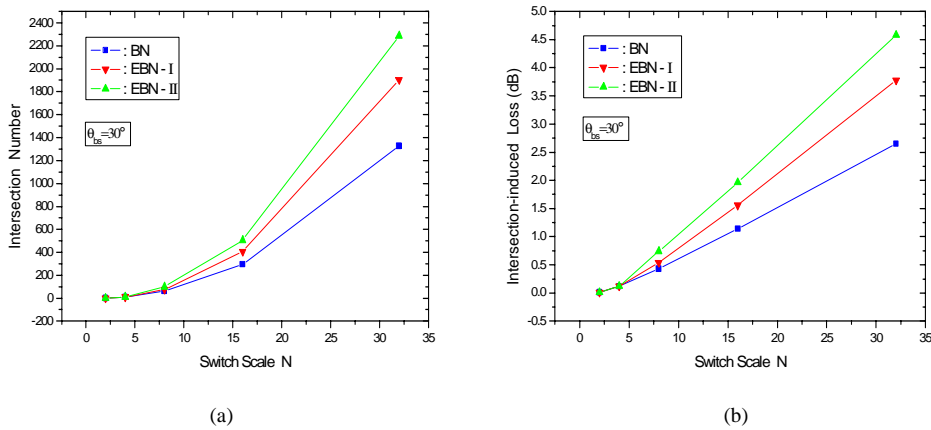 2400
2200
2000
1800
1600
1400
1200
1000
800
600
400
200
0
-200
Intersection Number
: BN
: EBN - I
: EBN - II
θbs=30°
0 5 10 15 20 25 30 35
Switch Scale N
(a)
5.0
4.5
4.0
3.5
3.0
2.5
2.0
1.5
1.0
0.5
0.0
-0.5
Intersection-induced Loss (dB)
: BN
: EBN - I
: EBN - II
θbs=30°
0 5 10 15 20 25 30 35
Switch Scale N
(b)